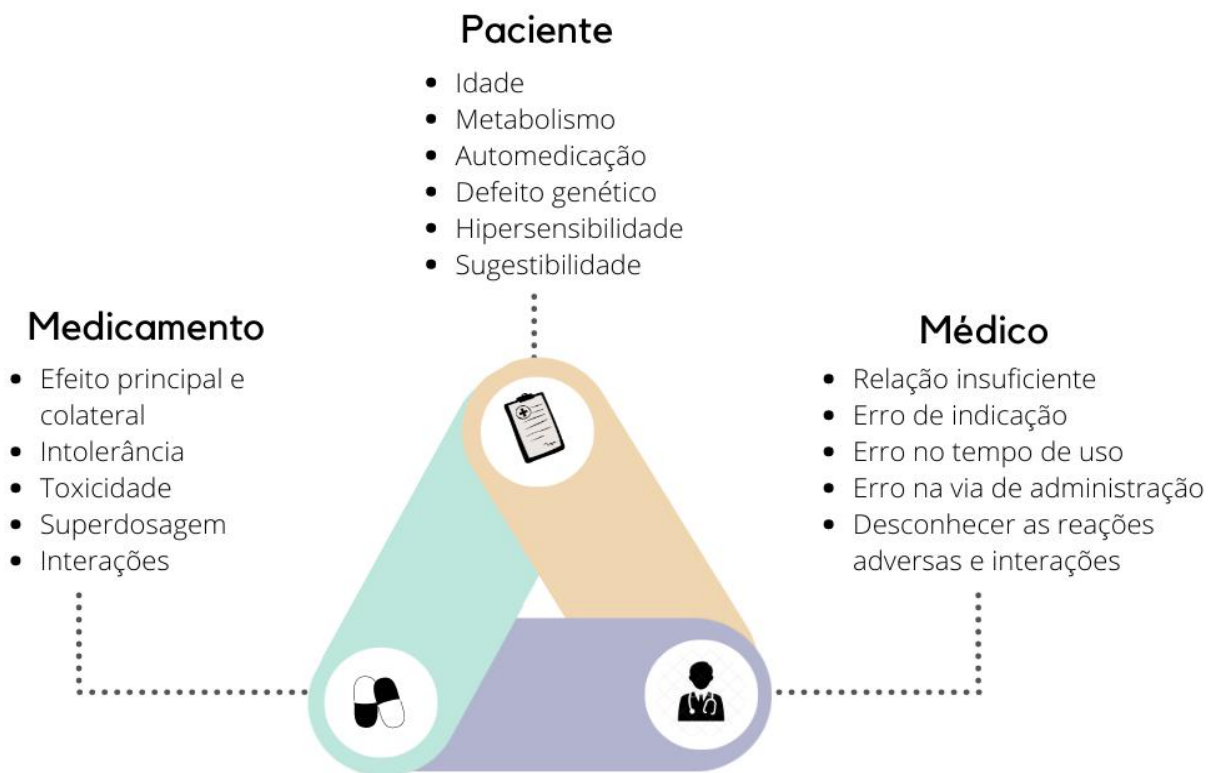 Paciente
• Idade
• Metabolismo
• Automedicação
• Defeito genético
• Hipersensibilidade
• Sugestibilidade
Medicamento
• Efeito principal e
colateral
• Intolerância
• Toxicidade
• Superdosagem
• Interações
Médico
• Relação insuficiente
• Erro de indicação
• Erro no tempo de uso
• Erro na via de administração
• Desconhecer as reações
adversas e interações